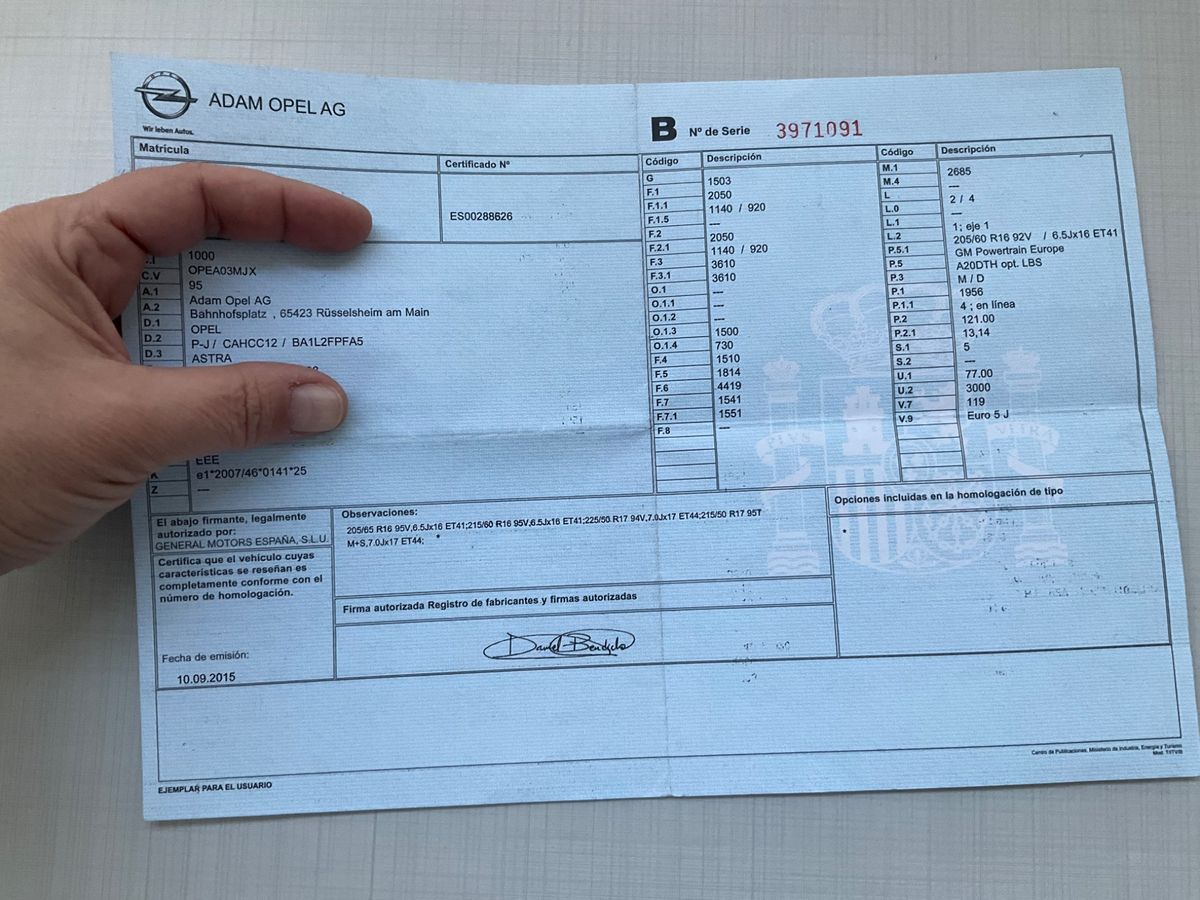 ADAM OPEL AG
Wir leben Autos.
B Nº de Serie 3971091
Matrícula
Certificado Nº
ES00288626
1000
C.V OPEA03MJX
A.1 95
A.2 Adam Opel AG
Bahnhofsplatz , 65423 Rüsselsheim am Main
D.1 OPEL
D.2 P-J / CAHCC12 / BA1L2FPFA5
D.3 ASTRA
EEE
K e1*2007/46*0141*25
Z ---
Código Descripción
G 1503
F.1 2050
F.1.1 1140 / 920
F.1.5 ---
F.2 2050
F.2.1 1140 / 920
F.3 3610
F.3.1 3610
O.1 ---
O.1.1 ---
O.1.2 ---
O.1.3 1500
O.1.4 730
F.4 1510
F.5 1814
F.6 4419
F.7 1541
F.7.1 1551
F.8 ---
Código Descripción
M.1 2685
M.4 ---
L 2 / 4
L.0 ---
L.1 1; eje 1
L.2 205/60 R16 92V / 6.5Jx16 ET41
P.5.1 GM Powertrain Europe
P.5 A20DTH opt. LBS
P.3 M / D
P.1 1956
P.1.1 4 ; en línea
P.2 121.00
P.2.1 13,14
S.1 5
S.2 ---
U.1 77.00
U.2 3000
V.7 119
V.9 Euro 5 J
PLVS VLTRA
El abajo firmante, legalmente
autorizado por:
GENERAL MOTORS ESPAÑA, S.L.U.
Certifica que el vehículo cuyas
características se reseñan es
completamente conforme con el
número de homologación.
Fecha de emisión:
10.09.2015
Observaciones:
205/65 R16 95V,6.5Jx16 ET41;215/60 R16 95V,6.5Jx16 ET41;225/50 R17 94V,7.0Jx17 ET44;215/50 R17 95T
M+S,7.0Jx17 ET44; *
Firma autorizada Registro de fabricantes y firmas autorizadas
Opciones incluidas en la homologación de tipo
*
Centro de Publicaciones. Ministerio de Industria, Energía y Turismo
EJEMPLAR PARA EL USUARIO